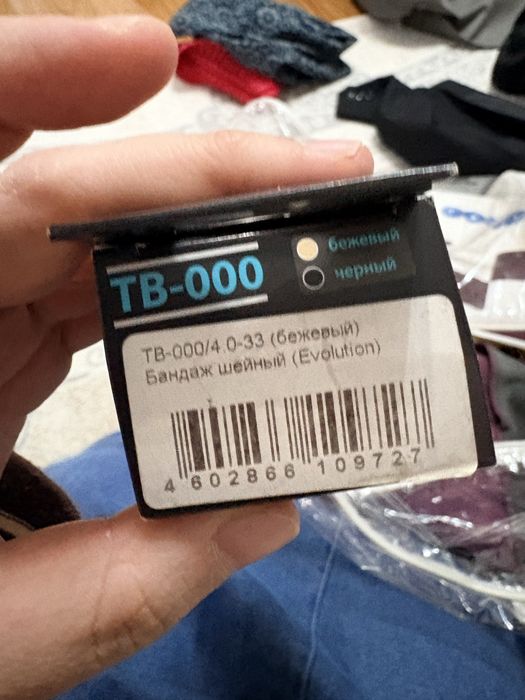 ТВ-000
бежевый
черный
ТВ-000/4.0-33 (бежевый)
Бандаж шейный (Evolution)
4 602866 109727